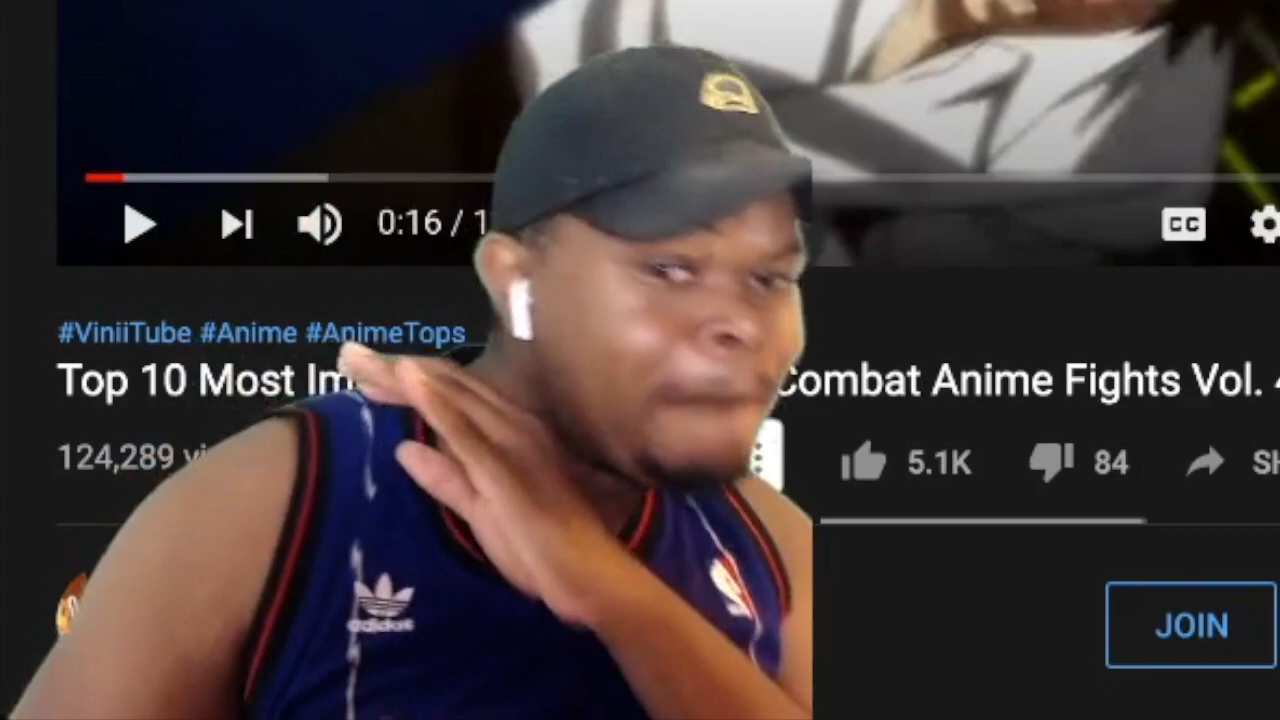 0:16 / 1
CC
#ViniiTube #Anime #AnimeTops
Top 10 Most Combat Anime Fights Vol.
124,289
5.1K 84
adidas
JOIN